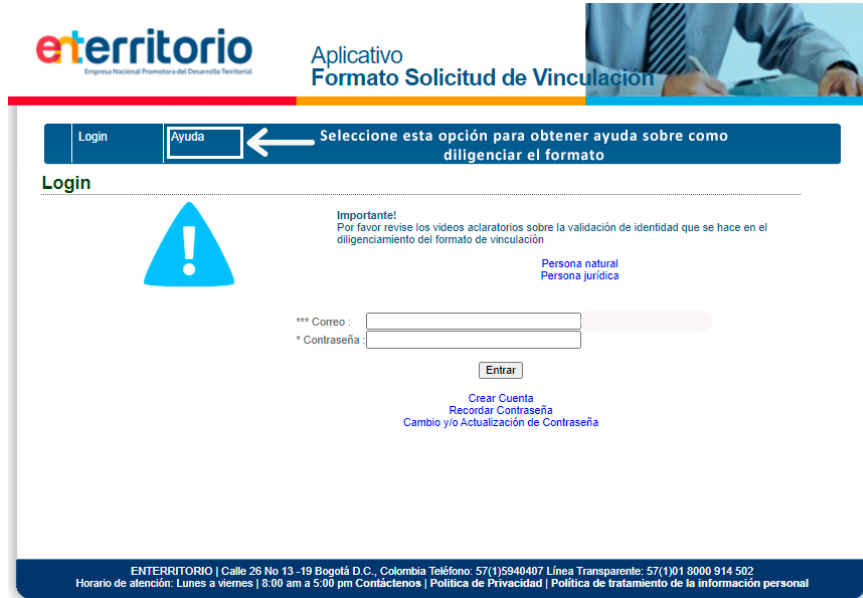 enterritorio
Empresa Nacional Promotora del Desarrollo Territorial
Aplicativo
Formato Solicitud de Vinculación
Login
Ayuda
Seleccione esta opción para obtener ayuda sobre como
diligenciar el formato
Login
Importante!
Por favor revise los videos aclaratorios sobre la validación de identidad que se hace en el
diligenciamiento del formato de vinculación
Persona natural
Persona jurídica
*** Correo :
* Contraseña :
Entrar
Crear Cuenta
Recordar Contraseña
Cambio y/o Actualización de Contraseña
ENTERRITORIO | Calle 26 No 13 -19 Bogotá D.C., Colombia Teléfono: 57(1)5940407 Línea Transparente: 57(1)01 8000 914 502
Horario de atención: Lunes a viernes | 8:00 am a 5:00 pm Contáctenos | Politica de Privacidad | Política de tratamiento de la información personal